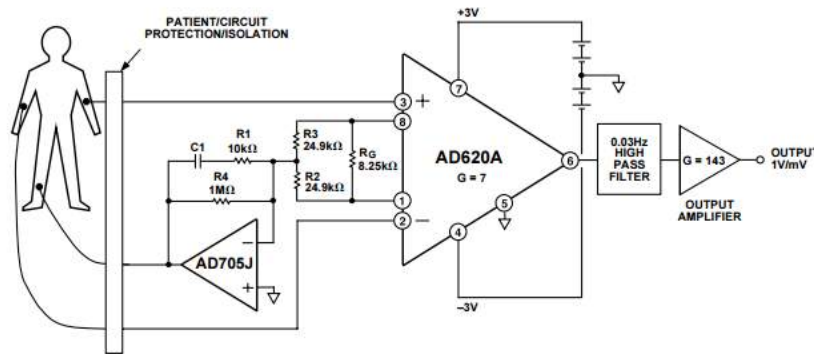 PATIENT/CIRCUIT
PROTECTION/ISOLATION
+3V
3
+
8
7
C1
R1
10kΩ
R3
24.9kΩ
RG
8.25kΩ
R4
1MΩ
R2
24.9kΩ
AD620A
G = 7
6
0.03Hz
HIGH
PASS
FILTER
G = 143
OUTPUT
1V/mV
OUTPUT
AMPLIFIER
1
2
–
5
4
–
AD705J
+
–3V